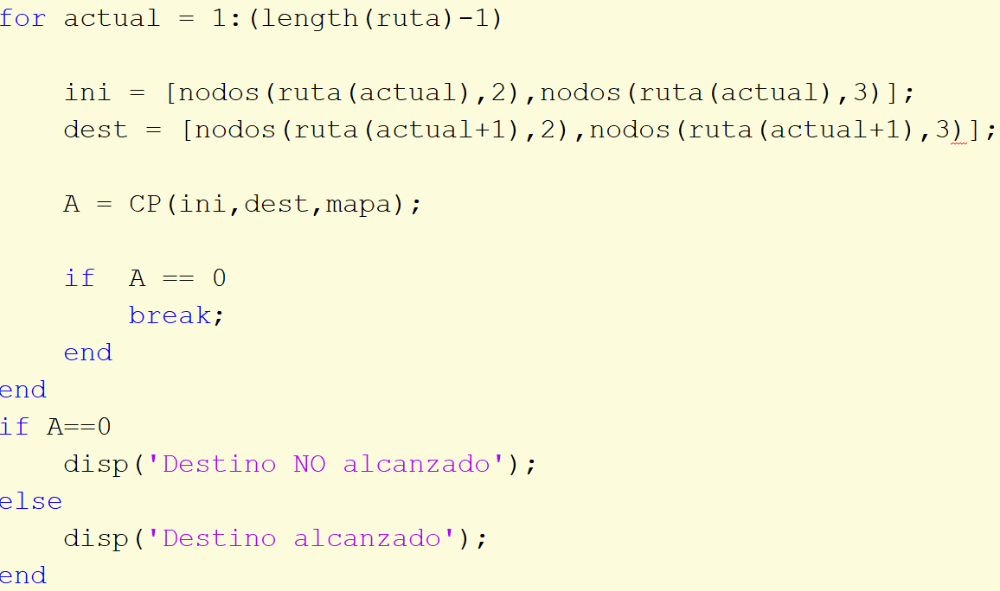 for actual = 1:(length(ruta)-1)
ini = [nodos(ruta(actual),2),nodos(ruta(actual),3)];
dest = [nodos(ruta(actual+1),2),nodos(ruta(actual+1),3)];
A = CP(ini,dest,mapa);
if  A == 0
break;
end
end
if A==0
disp('Destino NO alcanzado');
else
disp('Destino alcanzado');
end